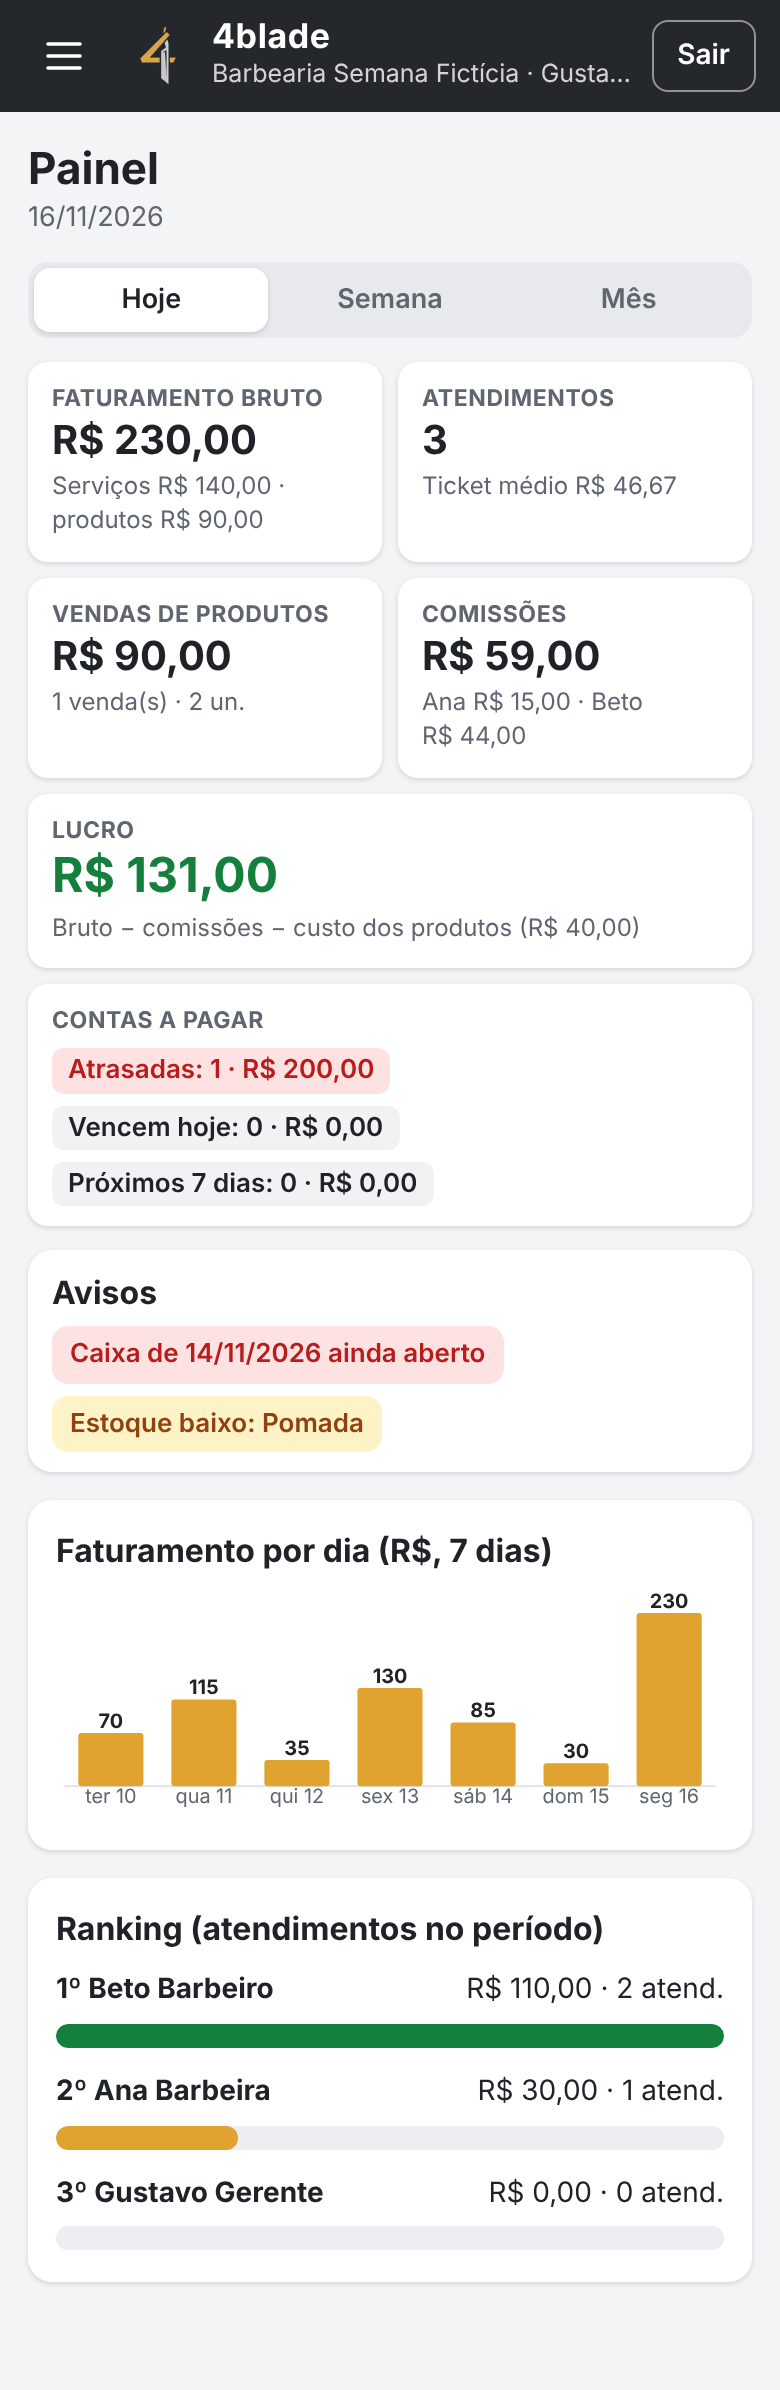 4blade
Barbearia Semana Fictícia · Gusta...
Sair
Painel
16/11/2026
Hoje
Semana
Mês
FATURAMENTO BRUTO
R$ 230,00
Serviços R$ 140,00 ·
produtos R$ 90,00
ATENDIMENTOS
3
Ticket médio R$ 46,67
VENDAS DE PRODUTOS
R$ 90,00
1 venda(s) · 2 un.
COMISSÕES
R$ 59,00
Ana R$ 15,00 · Beto
R$ 44,00
LUCRO
R$ 131,00
Bruto − comissões − custo dos produtos (R$ 40,00)
CONTAS A PAGAR
Atrasadas: 1 · R$ 200,00
Vencem hoje: 0 · R$ 0,00
Próximos 7 dias: 0 · R$ 0,00
Avisos
Caixa de 14/11/2026 ainda aberto
Estoque baixo: Pomada
Faturamento por dia (R$, 7 dias)
70
115
35
130
85
30
230
ter 10
qua 11
qui 12
sex 13
sáb 14
dom 15
seg 16
Ranking (atendimentos no período)
1º Beto Barbeiro
R$ 110,00 · 2 atend.
2º Ana Barbeira
R$ 30,00 · 1 atend.
3º Gustavo Gerente
R$ 0,00 · 0 atend.